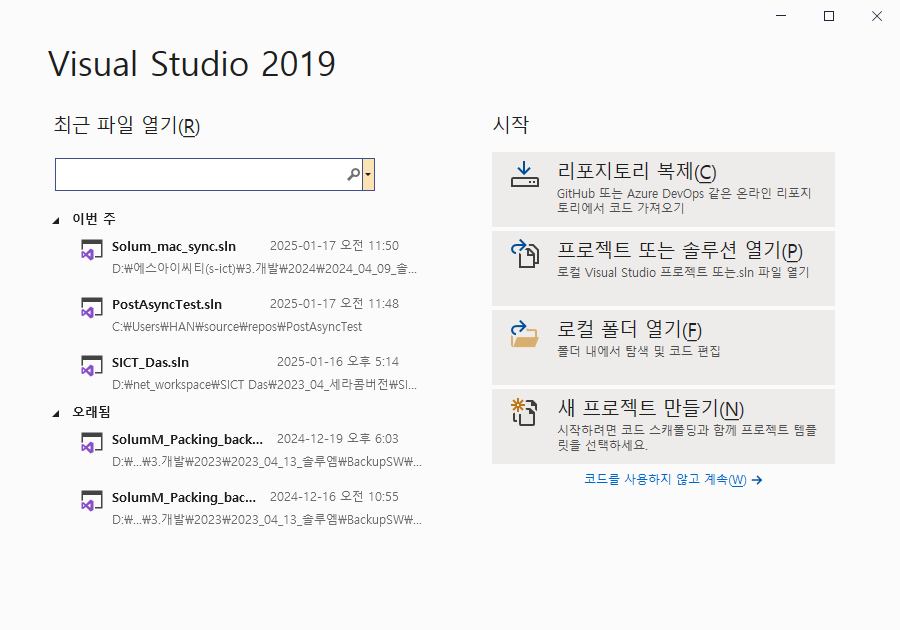 Visual Studio 2019
최근 파일 열기(R)
이번 주
Solum_mac_sync.sln 2025-01-17 오전 11:50
D:₩에스아이씨티(s-ict)₩3.개발₩2024₩2024_04_09_솔...
PostAsyncTest.sln 2025-01-17 오전 11:48
C:₩Users₩HAN₩source₩repos₩PostAsyncTest
SICT_Das.sln 2025-01-16 오후 5:14
D:₩net_workspace₩SICT Das₩2023_04_세라콤버전₩SI...
오래됨
SolumM_Packing_back... 2024-12-19 오후 6:03
D:₩...₩3.개발₩2023₩2023_04_13_솔루엠₩BackupSW₩...
SolumM_Packing_bac... 2024-12-16 오전 10:55
D:₩...₩3.개발₩2023₩2023_04_13_솔루엠₩BackupSW₩...
시작
리포지토리 복제(C)
GitHub 또는 Azure DevOps 같은 온라인 리포지
토리에서 코드 가져오기
프로젝트 또는 솔루션 열기(P)
로컬 Visual Studio 프로젝트 또는.sln 파일 열기
로컬 폴더 열기(F)
폴더 내에서 탐색 및 코드 편집
새 프로젝트 만들기(N)
시작하려면 코드 스캐폴딩과 함께 프로젝트 템플
릿을 선택하세요.
코드를 사용하지 않고 계속(W) →